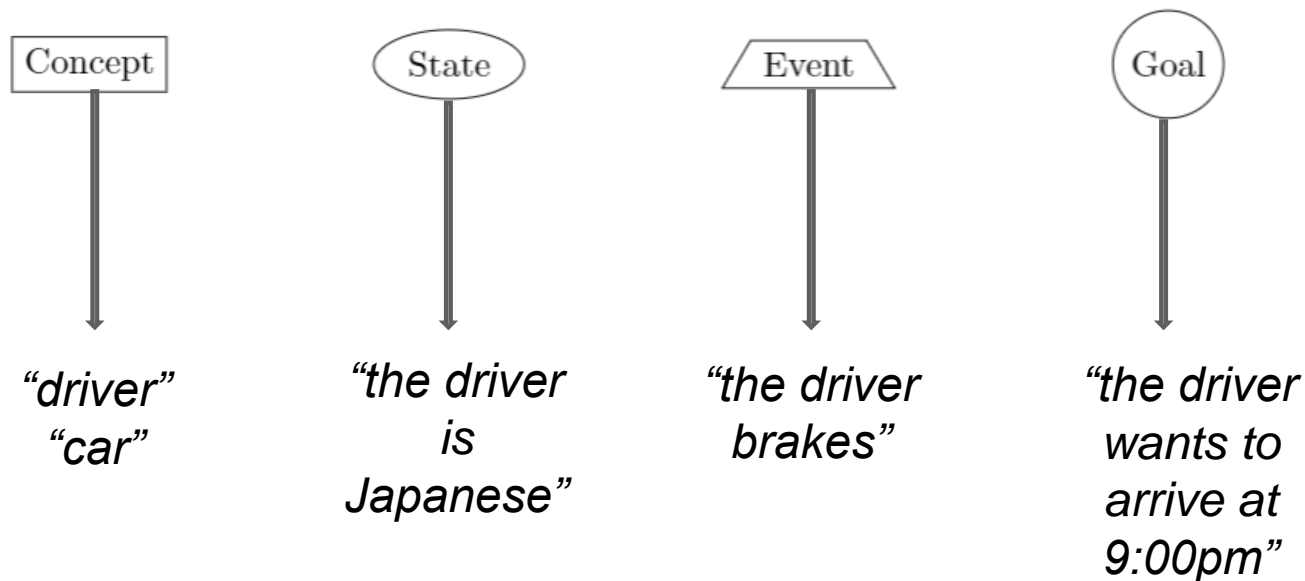 Concept
State
Event
Goal
“driver”
“car”
“the driver
is
Japanese”
“the driver
brakes”
“the driver
wants to
arrive at
9:00pm”